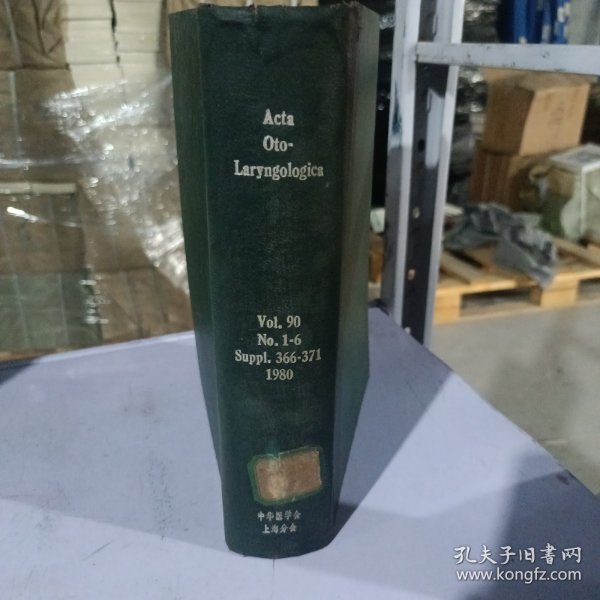 Acta
Oto-
Laryngologica
Vol. 90
No. 1-6
Suppl. 366-371
1980
中华医学会
上海分会
孔夫子旧书网
www.kongfz.com